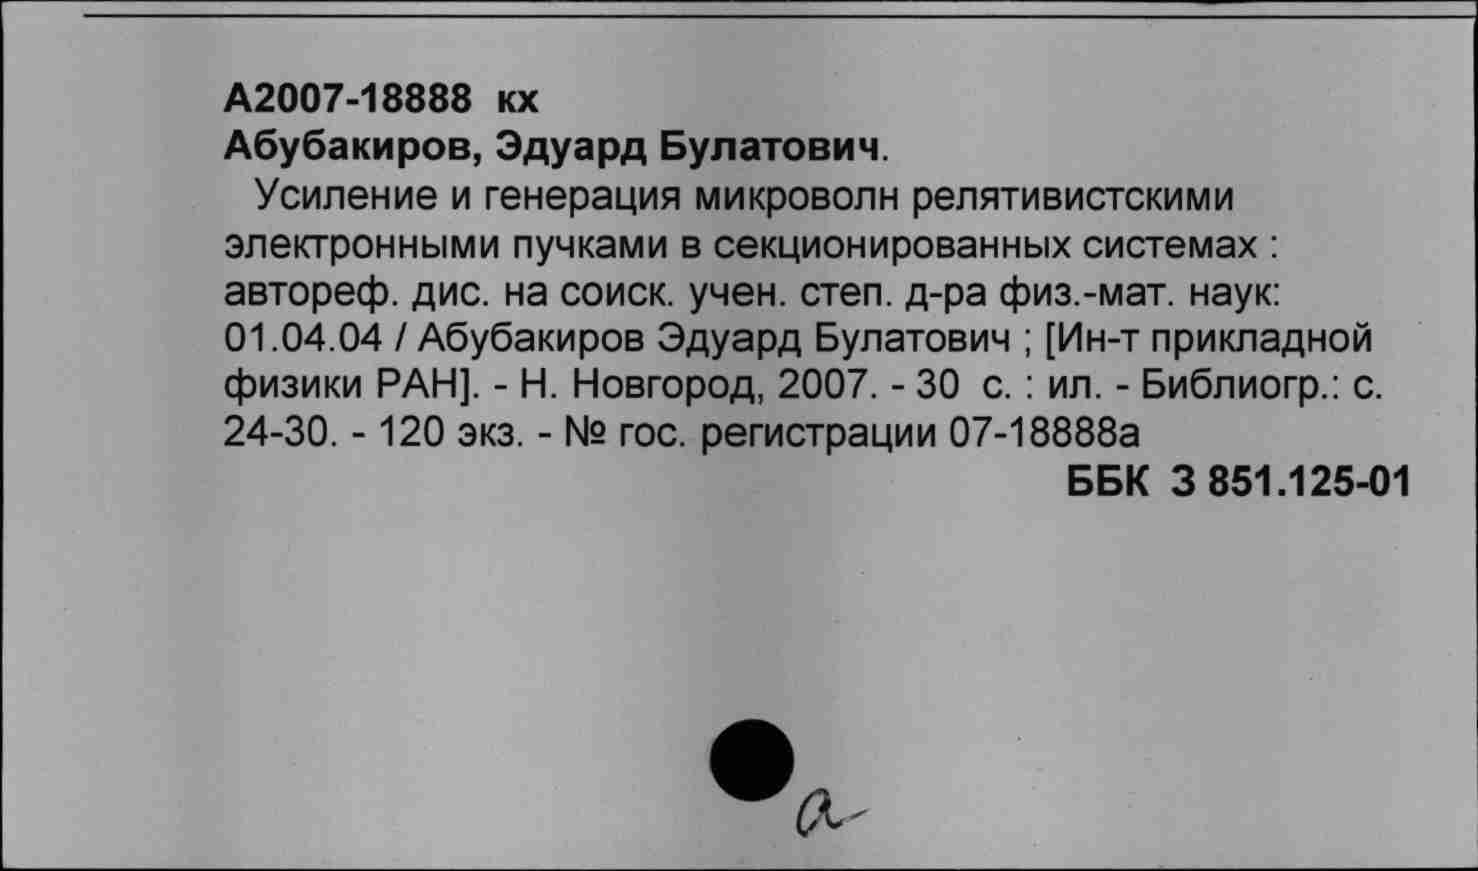 А2007-18888 кх
Абубакиров, Эдуард Булатович.
Усиление и генерация микроволн релятивистскими
электронными пучками в секционированных системах :
автореф. дис. на соиск. учен. степ. д-ра физ.-мат. наук:
01.04.04 / Абубакиров Эдуард Булатович ; [Ин-т прикладной
физики РАН]. - Н. Новгород, 2007. - 30 с. : ил. - Библиогр.: с.
24-30. - 120 экз. - № гос. регистрации 07-18888а
ББК З 851.125-01
а